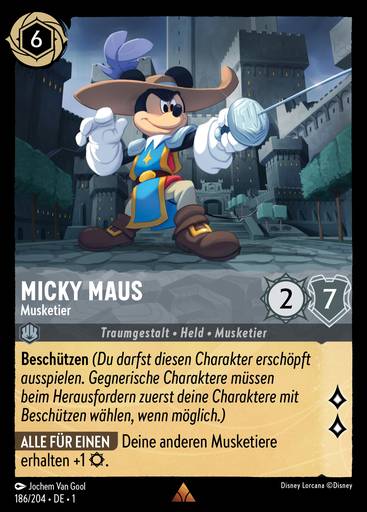 6
MICKY MAUS
Musketier
2
7
Traumgestalt • Held • Musketier
Beschützen (Du darfst diesen Charakter erschöpft
ausspielen. Gegnerische Charaktere müssen
beim Herausfordern zuerst deine Charaktere mit
Beschützen wählen, wenn möglich.)
ALLE FÜR EINEN Deine anderen Musketiere
erhalten +1 .
Jochem Van Gool
186/204 • DE • 1
Disney Lorcana ©Disney